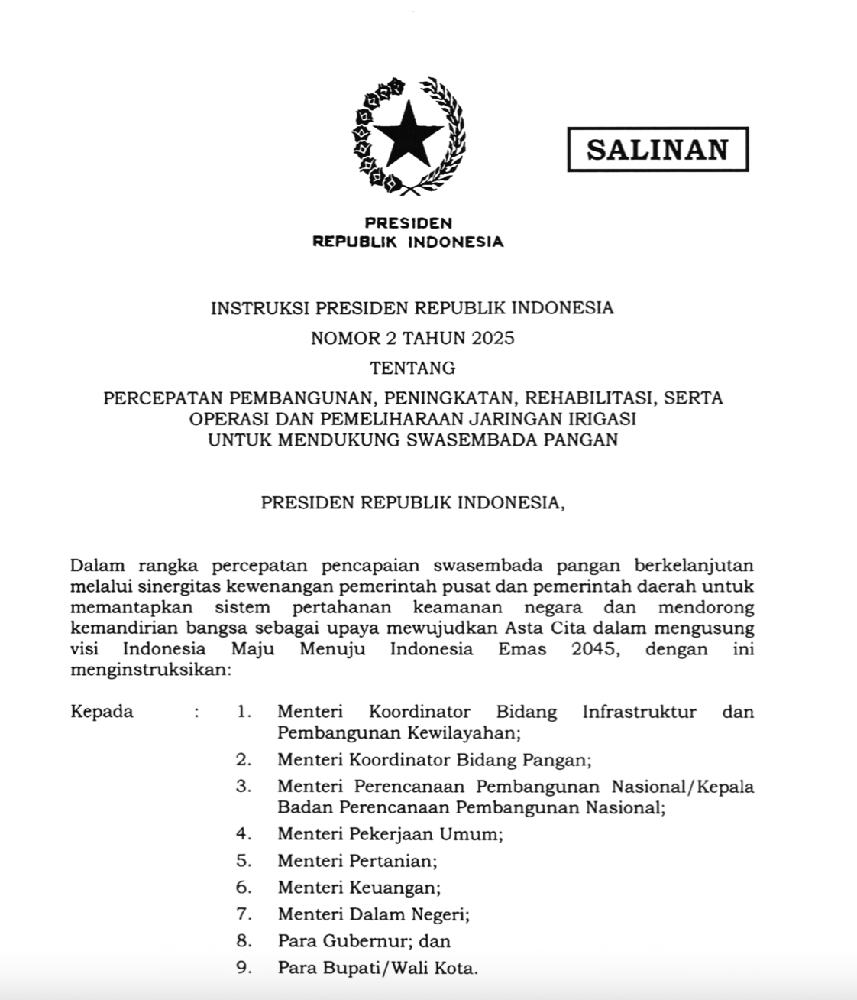 SALINAN
PRESIDEN
REPUBLIK INDONESIA
INSTRUKSI PRESIDEN REPUBLIK INDONESIA
NOMOR 2 TAHUN 2025
TENTANG
PERCEPATAN PEMBANGUNAN, PENINGKATAN, REHABILITASI, SERTA
OPERASI DAN PEMELIHARAAN JARINGAN IRIGASI
UNTUK MENDUKUNG SWASEMBADA PANGAN
PRESIDEN REPUBLIK INDONESIA,
Dalam rangka percepatan pencapaian swasembada pangan berkelanjutan
melalui sinergitas kewenangan pemerintah pusat dan pemerintah daerah untuk
memantapkan sistem pertahanan keamanan negara dan mendorong
kemandirian bangsa sebagai upaya mewujudkan Asta Cita dalam mengusung
visi Indonesia Maju Menuju Indonesia Emas 2045, dengan ini
menginstruksikan:
Kepada : 1. Menteri Koordinator Bidang Infrastruktur dan
Pembangunan Kewilayahan;
2. Menteri Koordinator Bidang Pangan;
3. Menteri Perencanaan Pembangunan Nasional/Kepala
Badan Perencanaan Pembangunan Nasional;
4. Menteri Pekerjaan Umum;
5. Menteri Pertanian;
6. Menteri Keuangan;
7. Menteri Dalam Negeri;
8. Para Gubernur; dan
9. Para Bupati/Wali Kota.